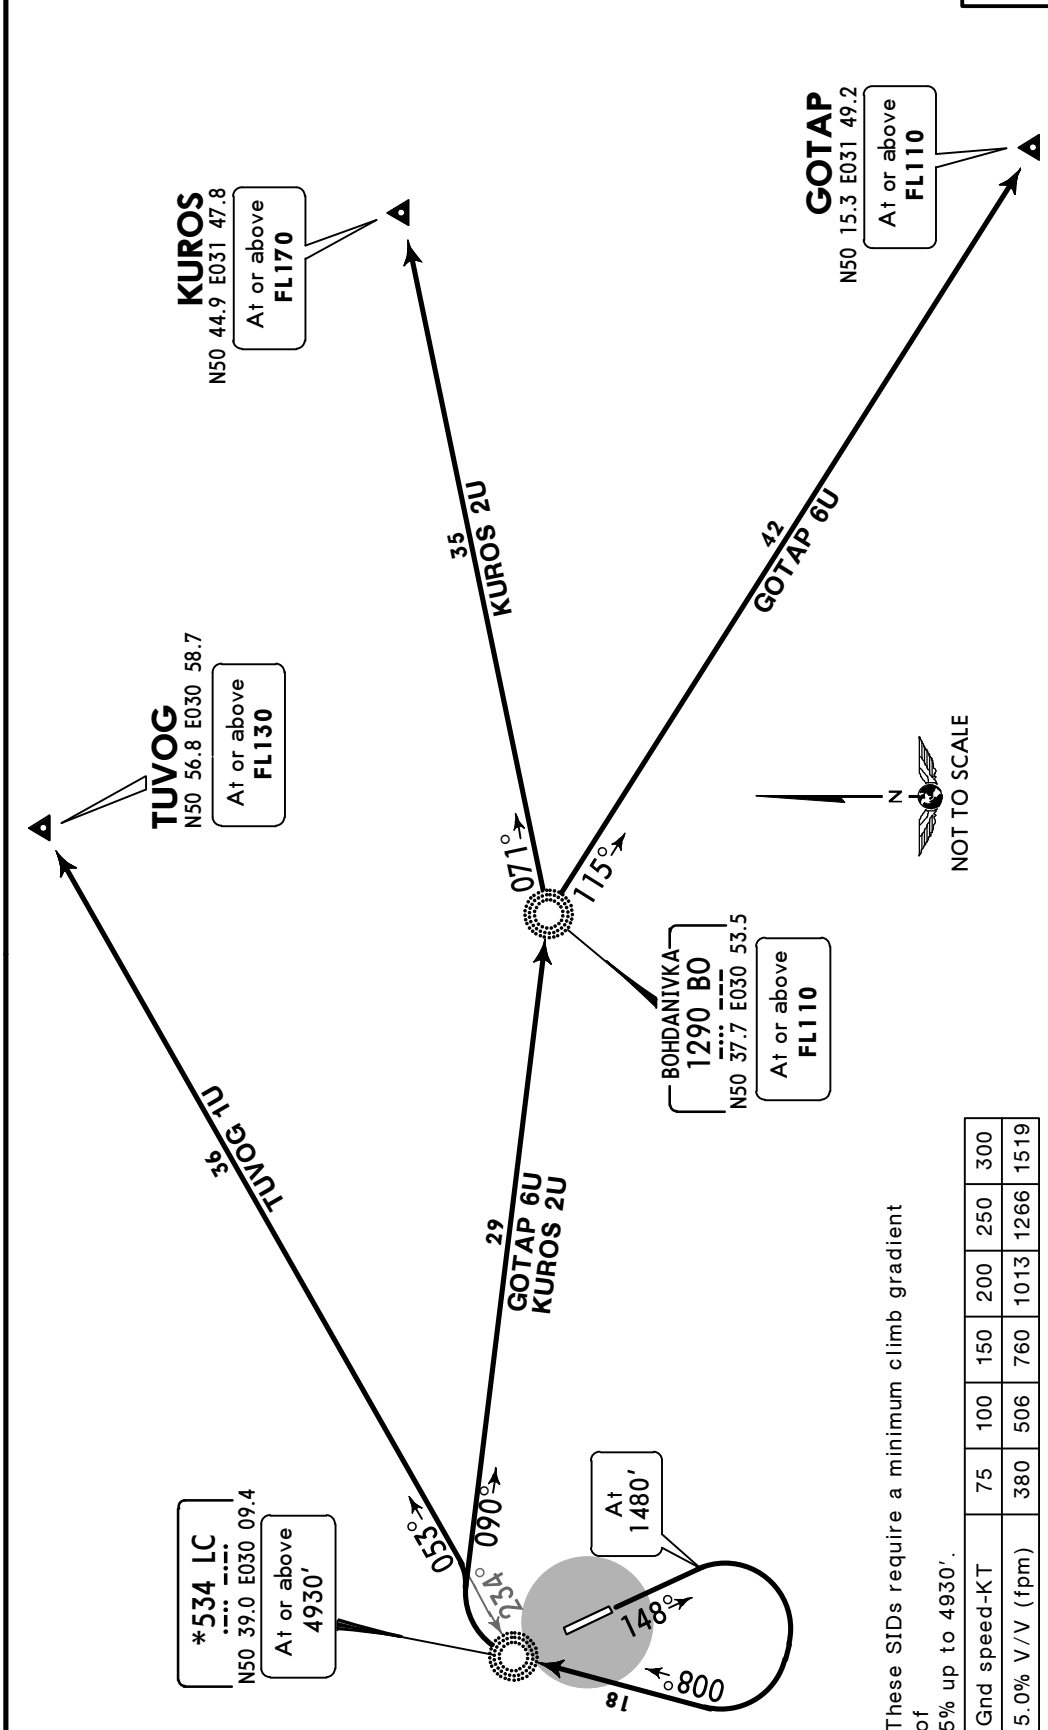 TUVOG
N50 56.8 E030 58.7
At or above
FL130
KUROS
N50 44.9 E031 47.8
At or above
FL170
GOTAP
N50 15.3 E031 49.2
At or above
FL110
36
TUVOG 1U
35
KUROS 2U
42
GOTAP 6U
071°
115°
29
GOTAP 6U
KUROS 2U
BOHDANIVKA
1290 BO
N50 37.7 E030 53.5
At or above
FL110
N
NOT TO SCALE
*534 LC
N50 39.0 E030 09.4
At or above
4930'
053°
090°
234°
At
1480'
148°
008°
18
These SIDs require a minimum climb gradient
of
5% up to 4930'.
Gnd speed-KT 75 100 150 200 250 300
5.0% V/V (fpm) 380 506 760 1013 1266 1519